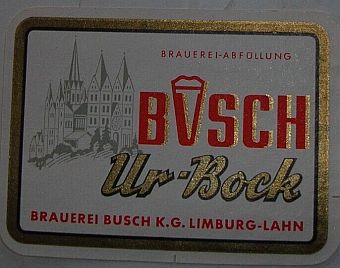 BRAUEREI-ABFÜLLUNG
BUSCH
Ur-Bock
BRAUEREI BUSCH K.G. LIMBURG-LAHN